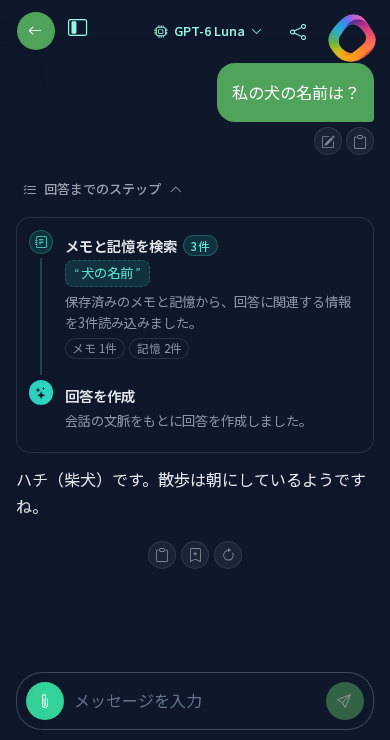 GPT-6 Luna
私の犬の名前は？
回答までのステップ
メモと記憶を検索 3件
“犬の名前”
保存済みのメモと記憶から、回答に関連する情報
を3件読み込みました。
メモ 1件 記憶 2件
回答を作成
会話の文脈をもとに回答を作成しました。
ハチ（柴犬）です。散歩は朝にしているようです
ね。
メッセージを入力